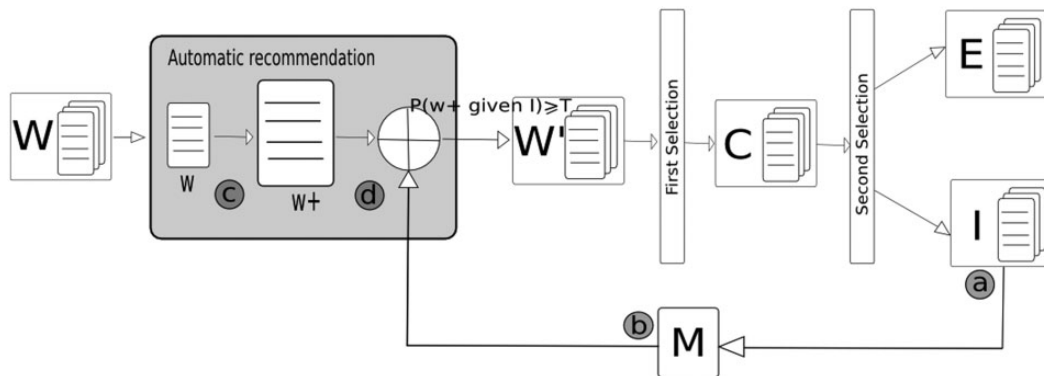 Automatic recommendation
W
w
c
w+
d
P(w+ given I)⩾T
W'
First Selection
C
Second Selection
E
I
a
b
M